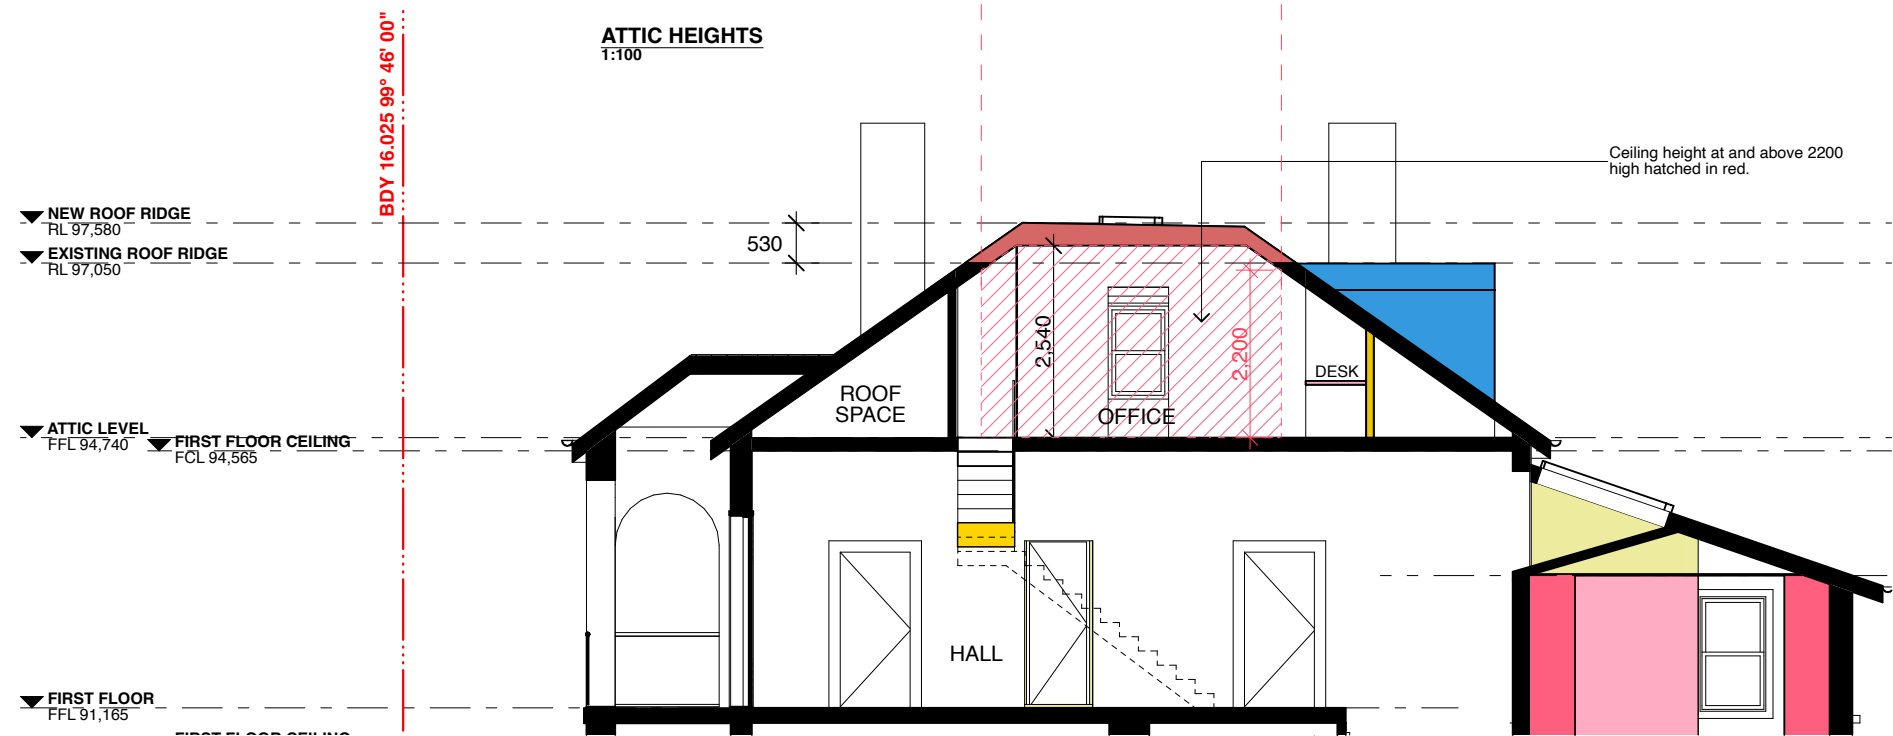 ATTIC HEIGHTS
1:100
BDY 16.025 99° 46' 00"
Ceiling height at and above 2200
high hatched in red.
NEW ROOF RIDGE
RL 97,580
530
EXISTING ROOF RIDGE
RL 97,050
2,540
2,200
DESK
ROOF
SPACE
OFFICE
ATTIC LEVEL
FFL 94,740
FIRST FLOOR CEILING
FCL 94,565
HALL
FIRST FLOOR
FFL 91,165
FIRST FLOOR CEILING